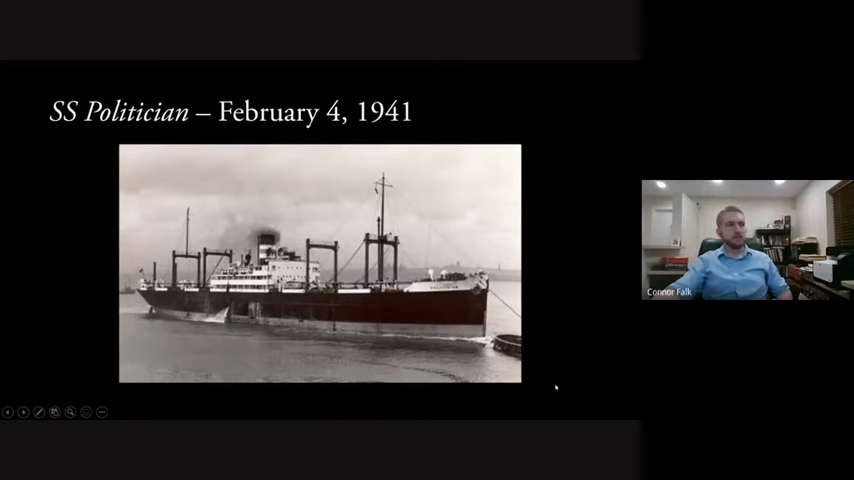 SS Politician – February 4, 1941
Connor Falk